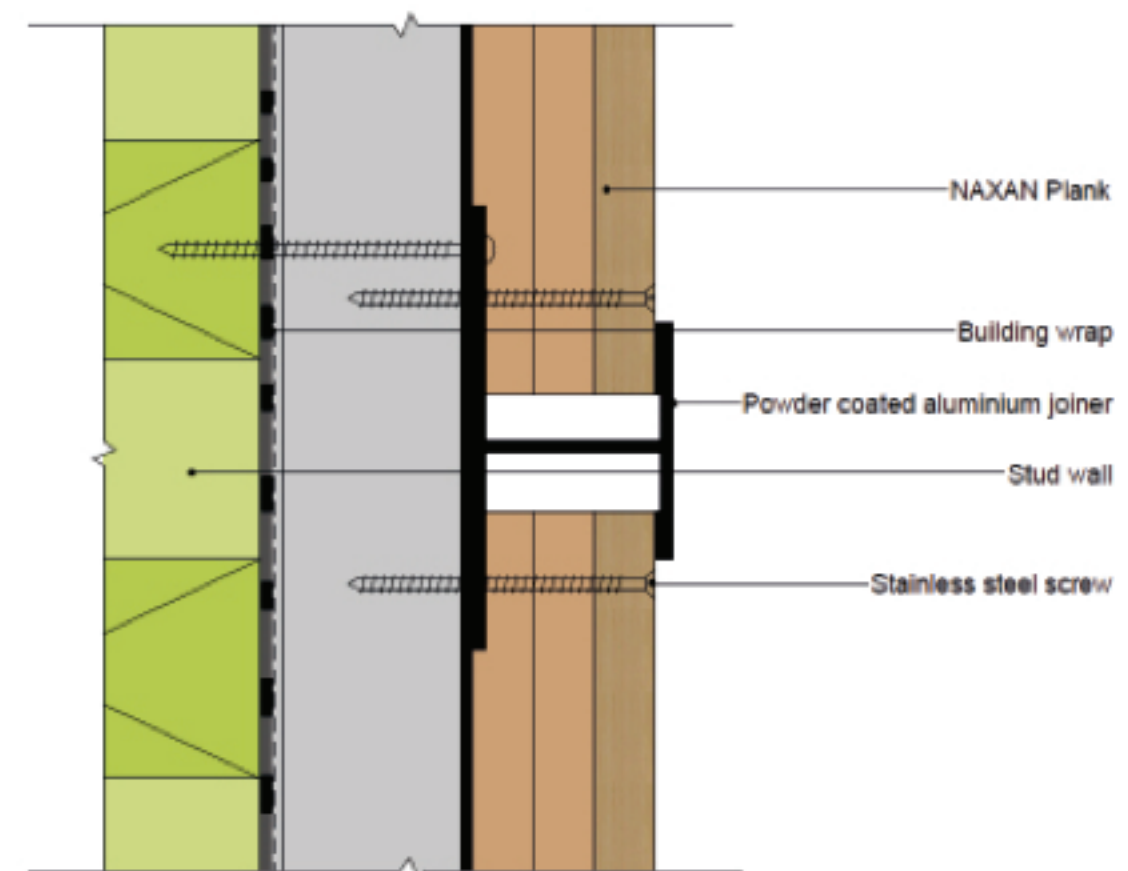 NAXAN Plank
Building wrap
Powder coated aluminium joiner
Stud wall
Stainless steel screw